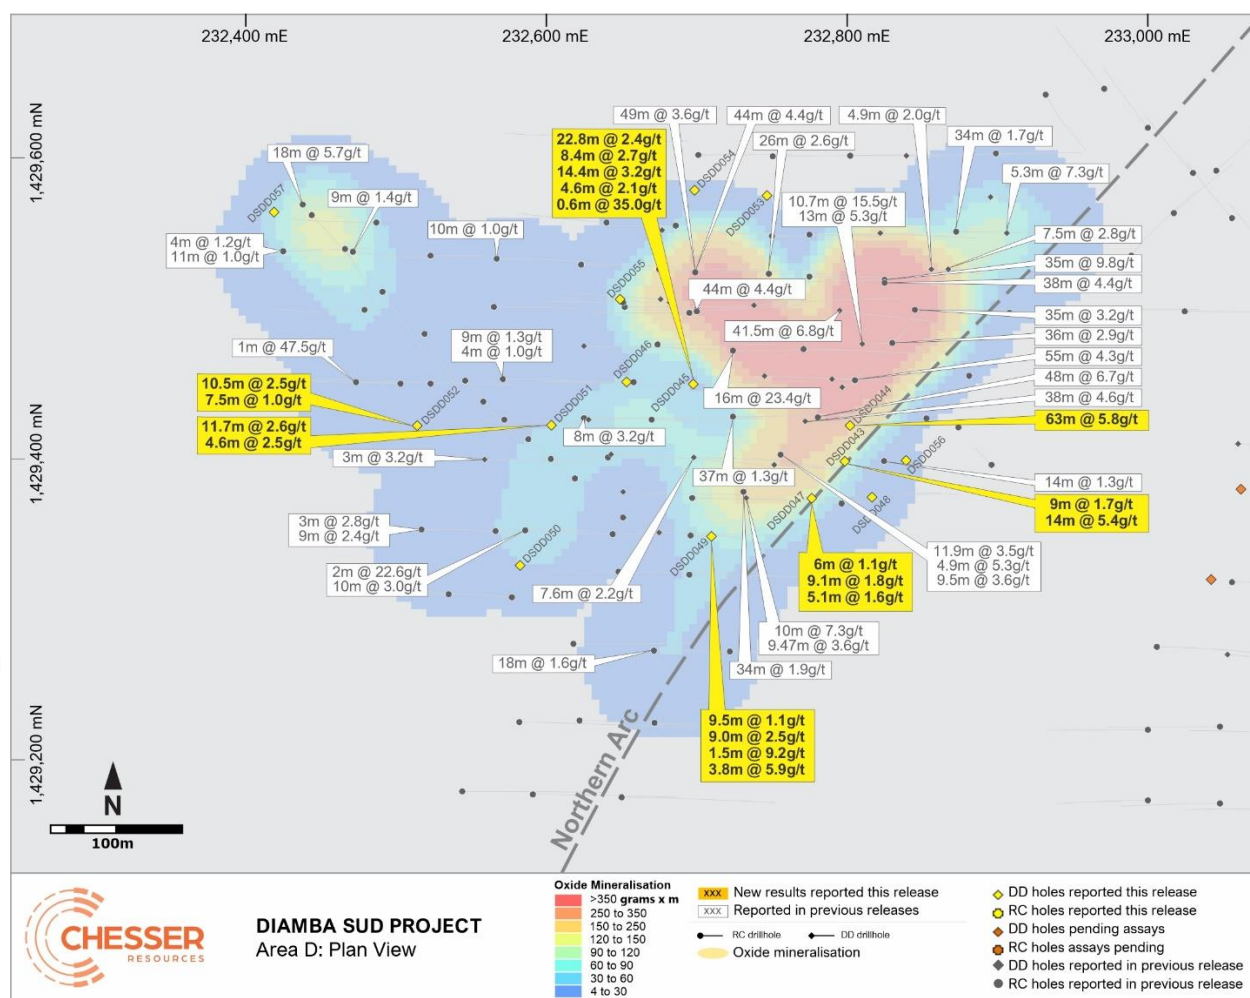 232,400 mE
232,600 mE
232,800 mE
233,000 mE
1,429,600 mN
1,429,400 mN
1,429,200 mN
49m @ 3.6g/t
44m @ 4.4g/t
4.9m @ 2.0g/t
22.8m @ 2.4g/t
8.4m @ 2.7g/t
14.4m @ 3.2g/t
4.6m @ 2.1g/t
0.6m @ 35.0g/t
26m @ 2.6g/t
34m @ 1.7g/t
18m @ 5.7g/t
DSDD054
5.3m @ 7.3g/t
DSDD057
9m @ 1.4g/t
DSDD053
10.7m @ 15.5g/t
13m @ 5.3g/t
10m @ 1.0g/t
7.5m @ 2.8g/t
4m @ 1.2g/t
11m @ 1.0g/t
35m @ 9.8g/t
38m @ 4.4g/t
DSDD055
44m @ 4.4g/t
35m @ 3.2g/t
41.5m @ 6.8g/t
36m @ 2.9g/t
9m @ 1.3g/t
4m @ 1.0g/t
1m @ 47.5g/t
DSDD046
55m @ 4.3g/t
48m @ 6.7g/t
38m @ 4.6g/t
10.5m @ 2.5g/t
7.5m @ 1.0g/t
DSDD052
DSDD051
DSDD045
16m @ 23.4g/t
DSDD044
63m @ 5.8g/t
11.7m @ 2.6g/t
4.6m @ 2.5g/t
8m @ 3.2g/t
DSDD043
DSDD056
3m @ 3.2g/t
37m @ 1.3g/t
14m @ 1.3g/t
9m @ 1.7g/t
14m @ 5.4g/t
DSDD047
DSDD048
3m @ 2.8g/t
9m @ 2.4g/t
DSDD050
DSDD049
11.9m @ 3.5g/t
4.9m @ 5.3g/t
9.5m @ 3.6g/t
2m @ 22.6g/t
10m @ 3.0g/t
7.6m @ 2.2g/t
6m @ 1.1g/t
9.1m @ 1.8g/t
5.1m @ 1.6g/t
10m @ 7.3g/t
9.47m @ 3.6g/t
18m @ 1.6g/t
34m @ 1.9g/t
9.5m @ 1.1g/t
9.0m @ 2.5g/t
1.5m @ 9.2g/t
3.8m @ 5.9g/t
Northern Arc
N
100m
CHESSER
RESOURCES
DIAMBA SUD PROJECT
Area D: Plan View
Oxide Mineralisation
>350 grams x m
250 to 350
150 to 250
120 to 150
90 to 120
60 to 90
30 to 60
4 to 30
XXX New results reported this release
XXX Reported in previous releases
RC drillhole
DD drillhole
Oxide mineralisation
DD holes reported this release
RC holes reported this release
DD holes pending assays
RC holes assays pending
DD holes reported in previous release
RC holes reported in previous release